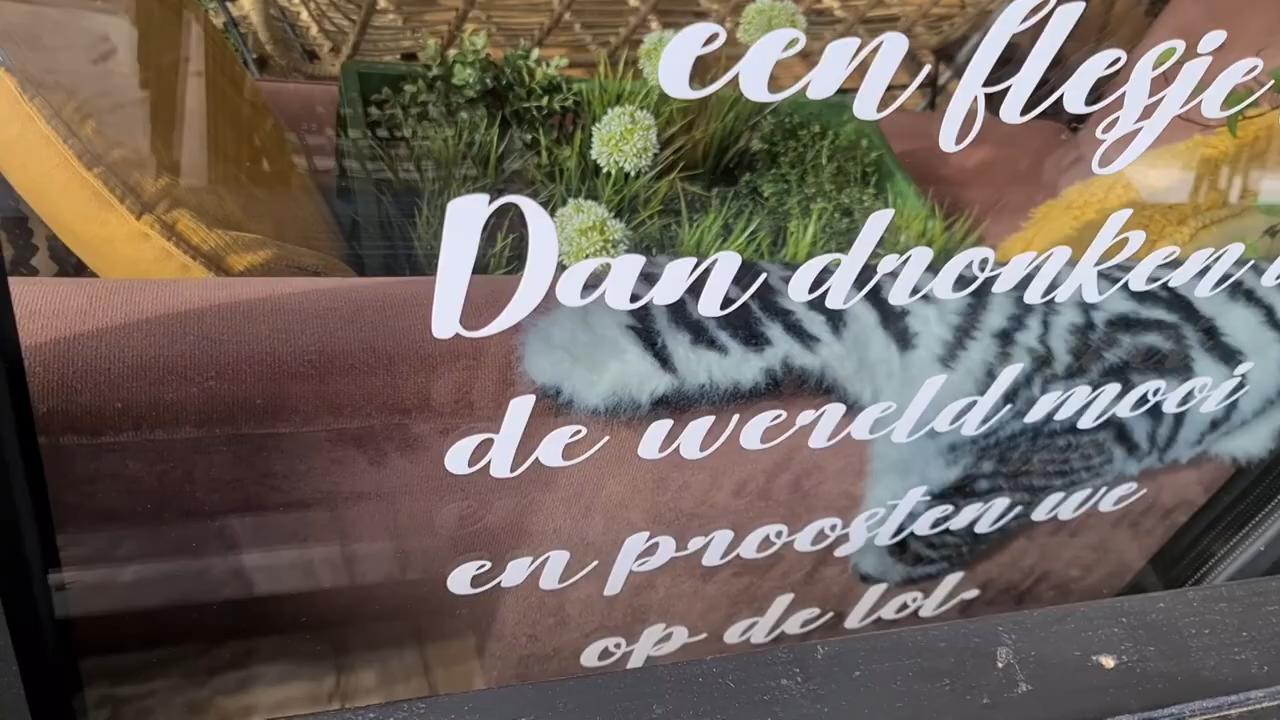 een flesje
Dan dronken
de wereld mooi
en proosten we
op de lol